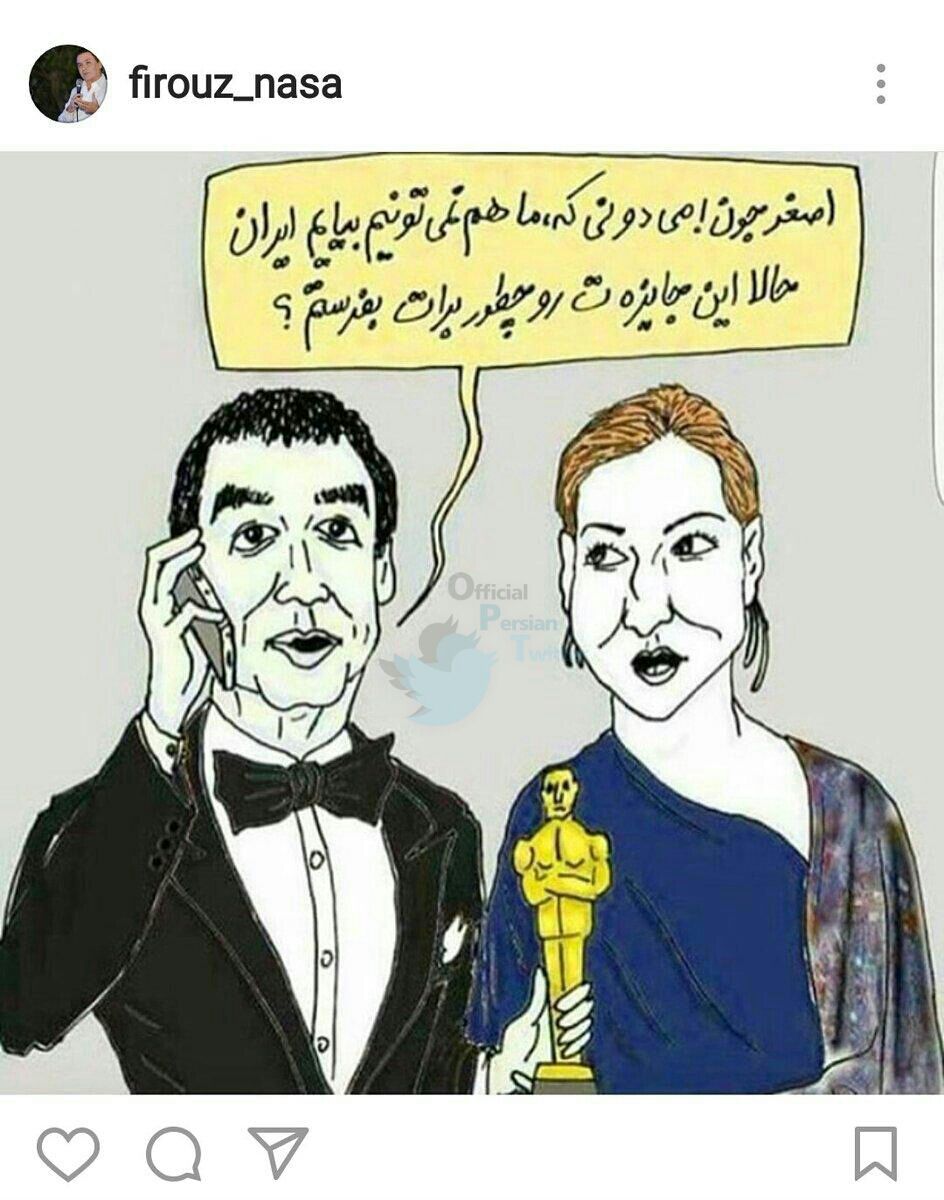 firouz_nasa
اصغر جون! می دونی که، ما هم نمی تونیم بیایم ایران
حالا این جایزه ت رو چطور برات بفرستم؟
Official
Persian
Twitter